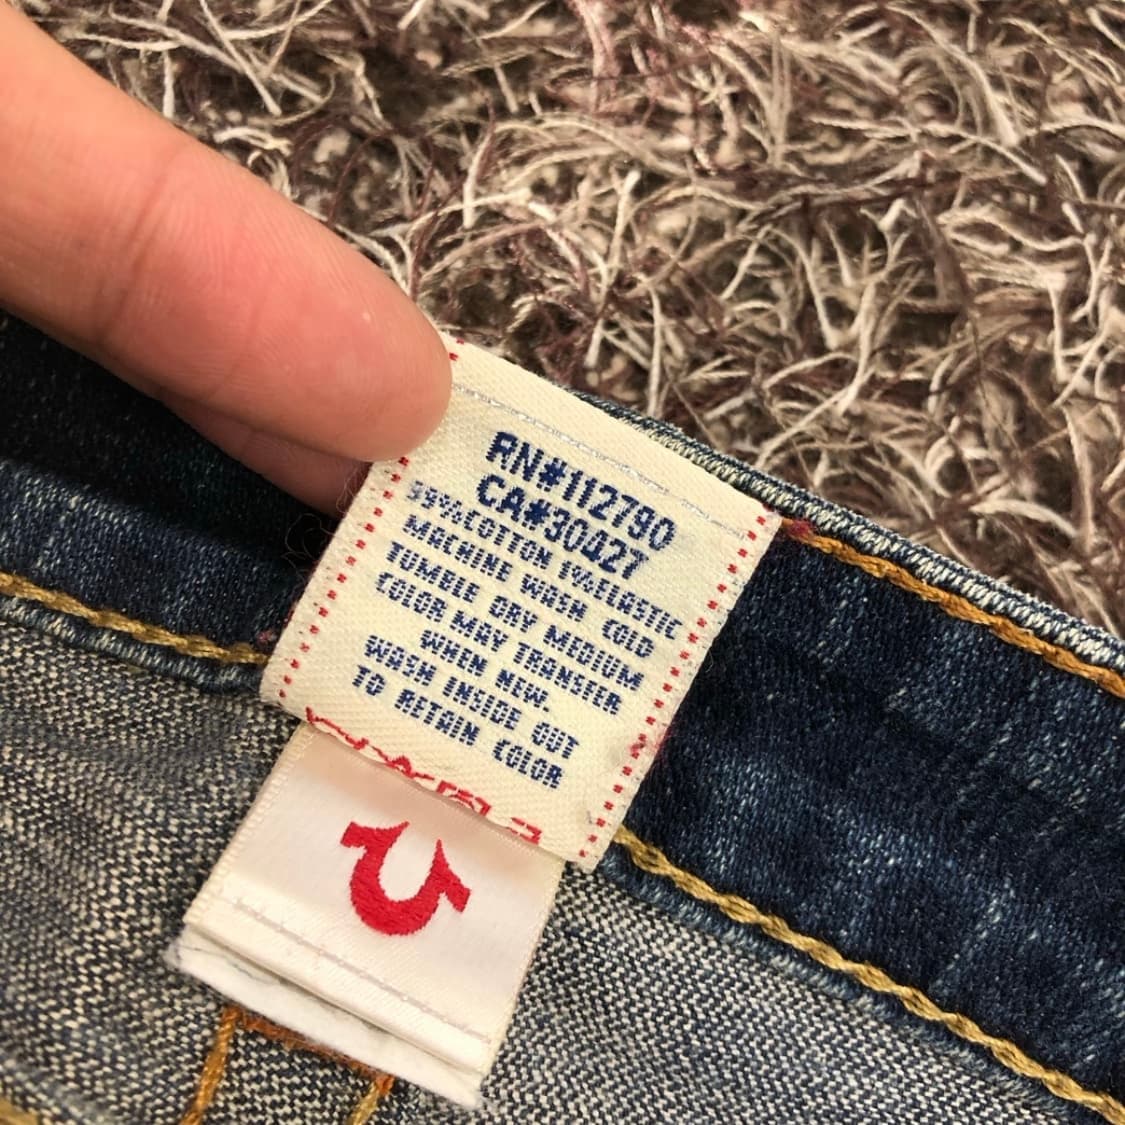 RN#112790
CA#30427
99%COTTON 1%ELASTIC
MACHINE WASH COLD
TUMBLE DRY MEDIUM
COLOR MAY TRANSFER
WHEN NEW.
WASH INSIDE OUT
TO RETAIN COLOR